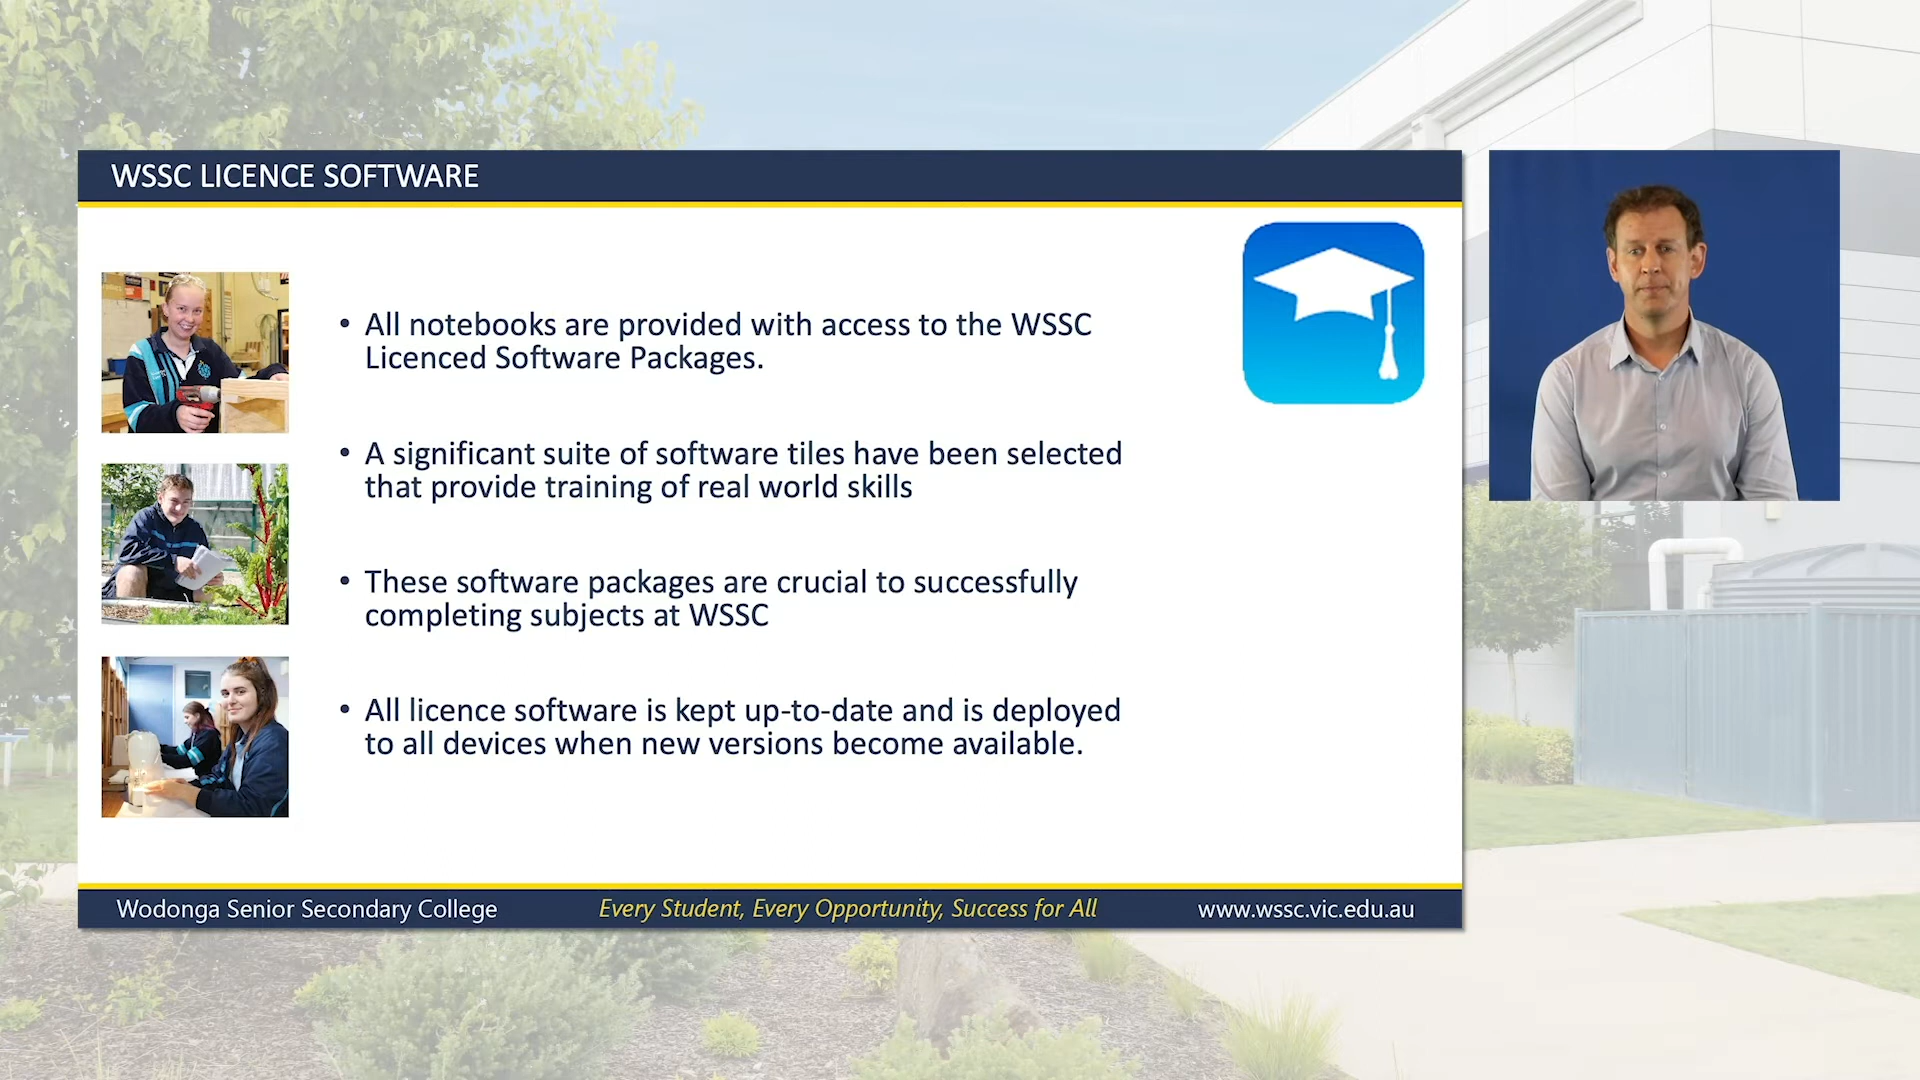 WSSC LICENCE SOFTWARE
• All notebooks are provided with access to the WSSC
Licenced Software Packages.
• A significant suite of software tiles have been selected
that provide training of real world skills
• These software packages are crucial to successfully
completing subjects at WSSC
• All licence software is kept up-to-date and is deployed
to all devices when new versions become available.
Wodonga Senior Secondary College
Every Student, Every Opportunity, Success for All
www.wssc.vic.edu.au